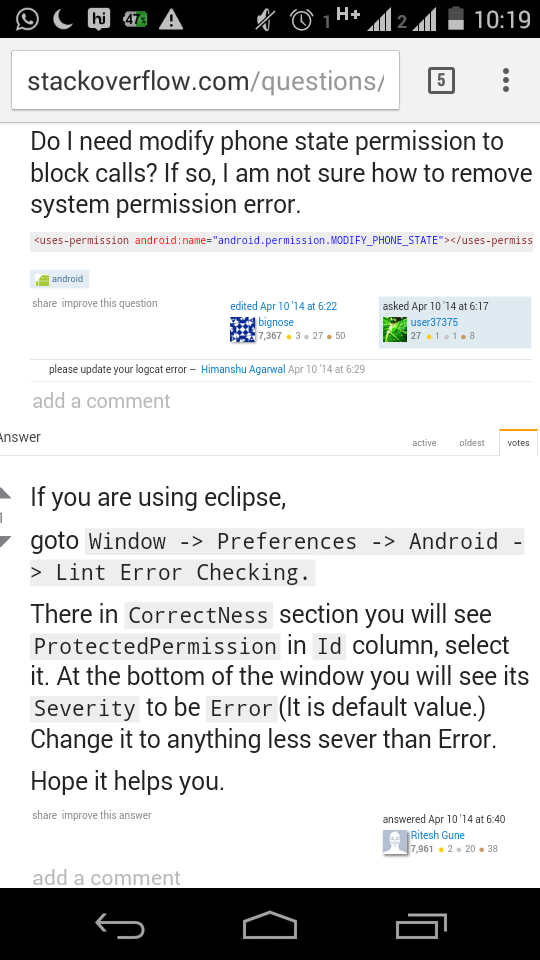 hi 47% 1 H+ 2 10:19
stackoverflow.com/questions/ 5
Do I need modify phone state permission to
block calls? If so, I am not sure how to remove
system permission error.
<uses-permission android:name="android.permission.MODIFY_PHONE_STATE"></uses-permiss
android
share improve this question
edited Apr 10 '14 at 6:22
bignose
7,367 3 27 50
asked Apr 10 '14 at 6:17
user37375
27 1 1 8
please update your logcat error – Himanshu Agarwal Apr 10 '14 at 6:29
add a comment
Answer
active oldest votes
1
If you are using eclipse,
goto Window -> Preferences -> Android -
> Lint Error Checking.
There in CorrectNess section you will see
ProtectedPermission in Id column, select
it. At the bottom of the window you will see its
Severity to be Error(It is default value.)
Change it to anything less sever than Error.
Hope it helps you.
share improve this answer
answered Apr 10 '14 at 6:40
Ritesh Gune
7,961 2 20 38
add a comment